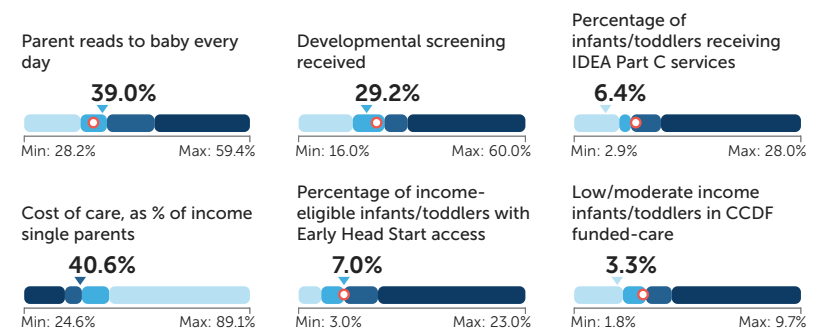 Parent reads to baby every
day
39.0%
Min: 28.2%
Max: 59.4%
Developmental screening
received
29.2%
Min: 16.0%
Max: 60.0%
Percentage of
infants/toddlers receiving
IDEA Part C services
6.4%
Min: 2.9%
Max: 28.0%
Cost of care, as % of income
single parents
40.6%
Min: 24.6%
Max: 89.1%
Percentage of income-
eligible infants/toddlers with
Early Head Start access
7.0%
Min: 3.0%
Max: 23.0%
Low/moderate income
infants/toddlers in CCDF
funded-care
3.3%
Min: 1.8%
Max: 9.7%